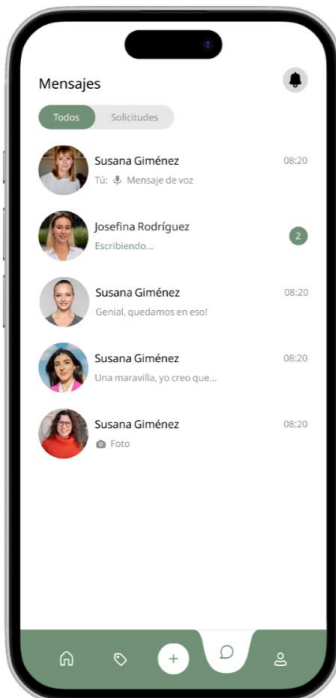 Mensajes
Todos
Solicitudes
Susana Giménez 08:20
Tú: Mensaje de voz
Josefina Rodríguez
Escribiendo... 2
Susana Giménez 08:20
Genial, quedamos en eso!
Susana Giménez 08:20
Una maravilla, yo creo que...
Susana Giménez 08:20
Foto